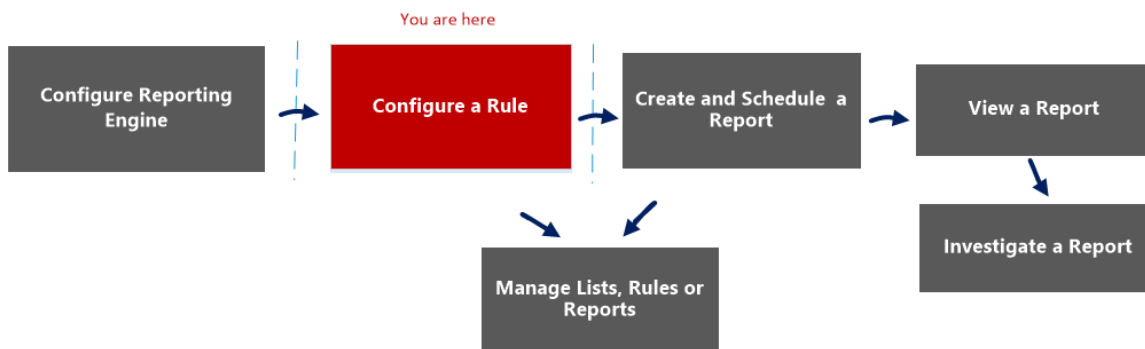 You are here
Configure Reporting
Engine
Configure a Rule
Create and Schedule a
Report
View a Report
Investigate a Report
Manage Lists, Rules or
Reports